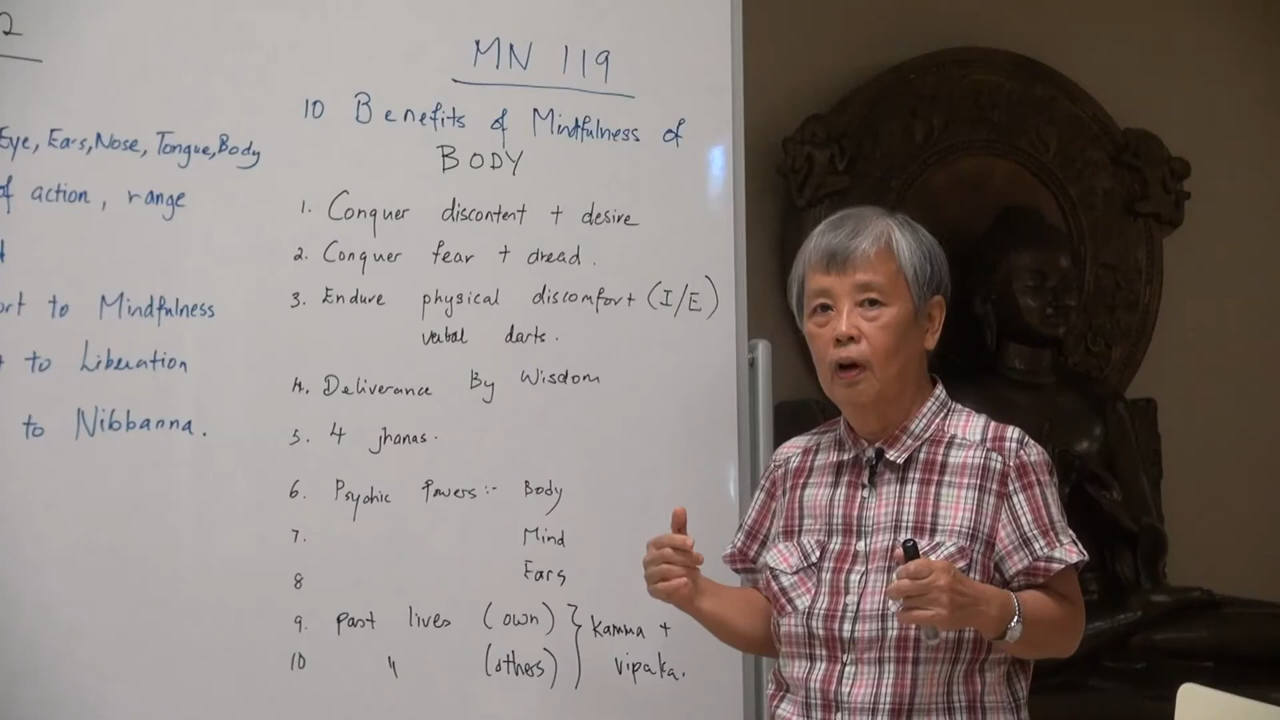 2
Eye, Ears, Nose, Tongue, Body
of action, range
to Mindfulness
to Liberation
to Nibbanna.
MN 119
10 Benefits of Mindfulness of
BODY
1. Conquer discontent + desire
2. Conquer fear + dread.
3. Endure physical discomfort (I/E)
verbal darts.
4. Deliverance By Wisdom
5. 4 jhanas.
6. Psychic Powers:- Body
7. Mind
8 Ears
9. past lives (own) } Kamma +
10 " (others) vipaka.